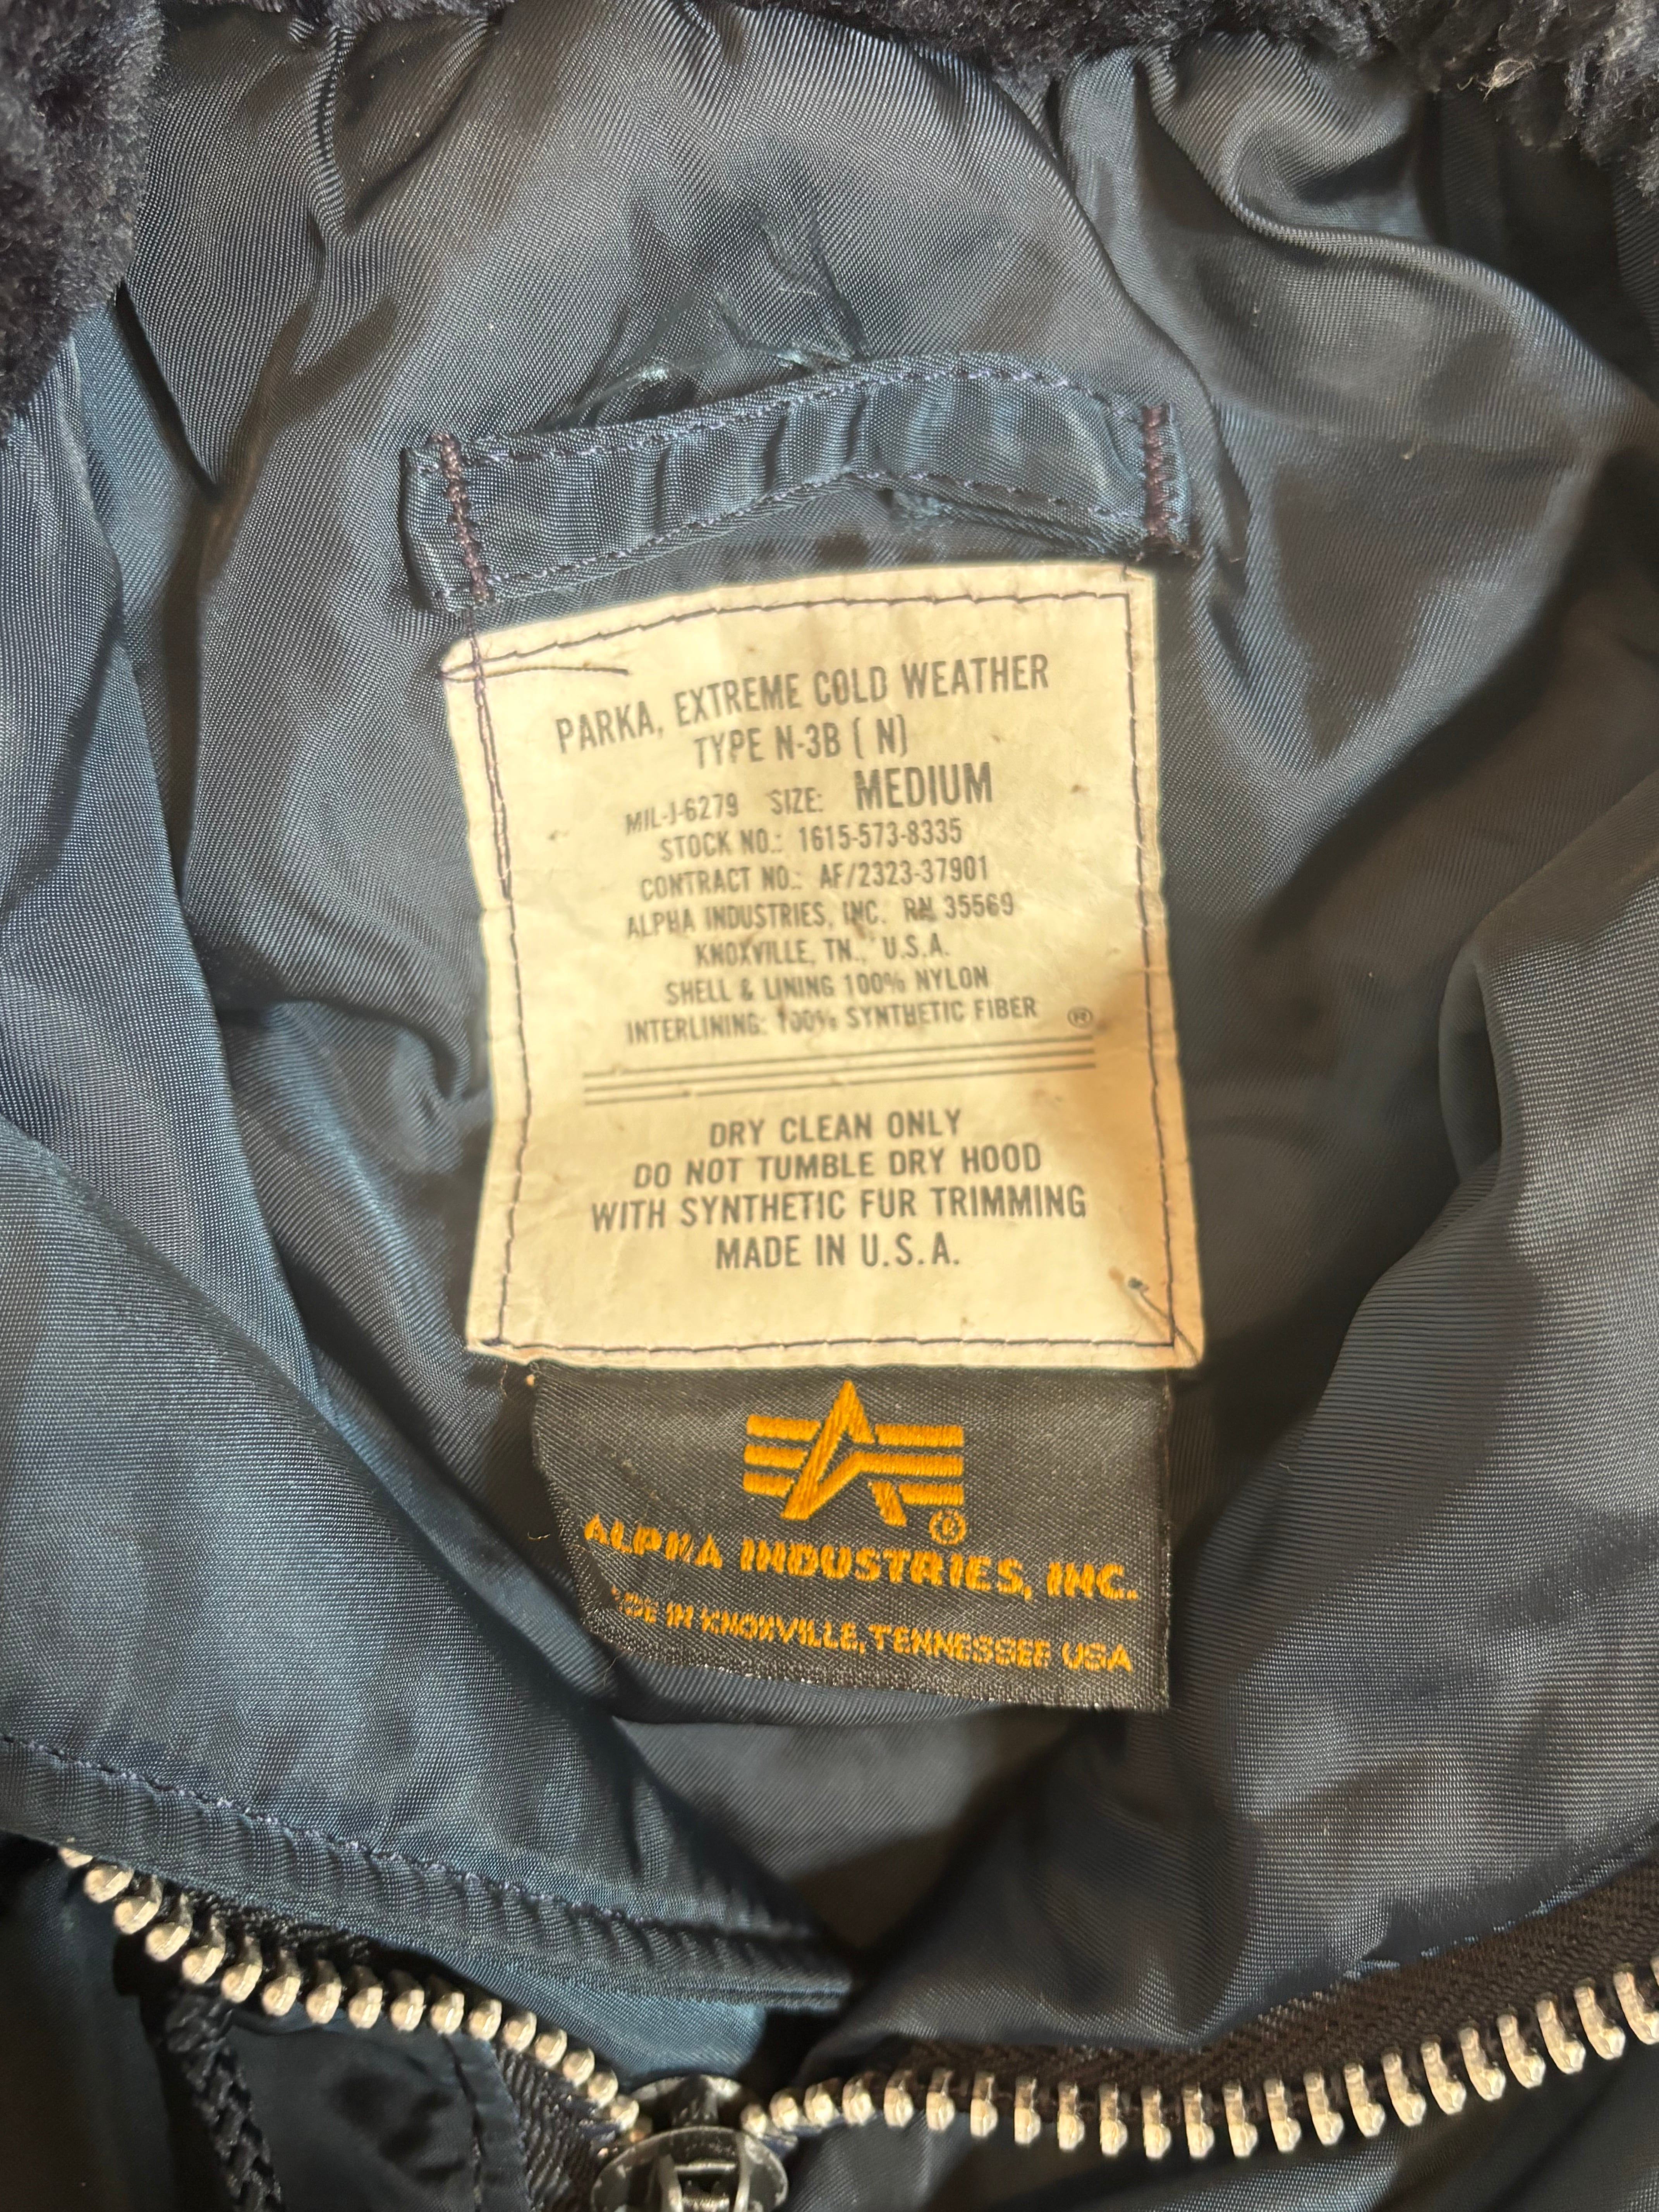 PARKA, EXTREME COLD WEATHER
TYPE N-3B (N)
MIL-J-6279 SIZE: MEDIUM
STOCK NO.: 1615-573-8335
CONTRACT NO.: AF/2323-37901
ALPHA INDUSTRIES, INC. RN 35569
KNOXVILLE, TN., U.S.A.
SHELL & LINING 100% NYLON
INTERLINING: 100% SYNTHETIC FIBER ®
DRY CLEAN ONLY
DO NOT TUMBLE DRY HOOD
WITH SYNTHETIC FUR TRIMMING
MADE IN U.S.A.
®
ALPHA INDUSTRIES, INC.
IN KNOXVILLE, TENNESSEE USA